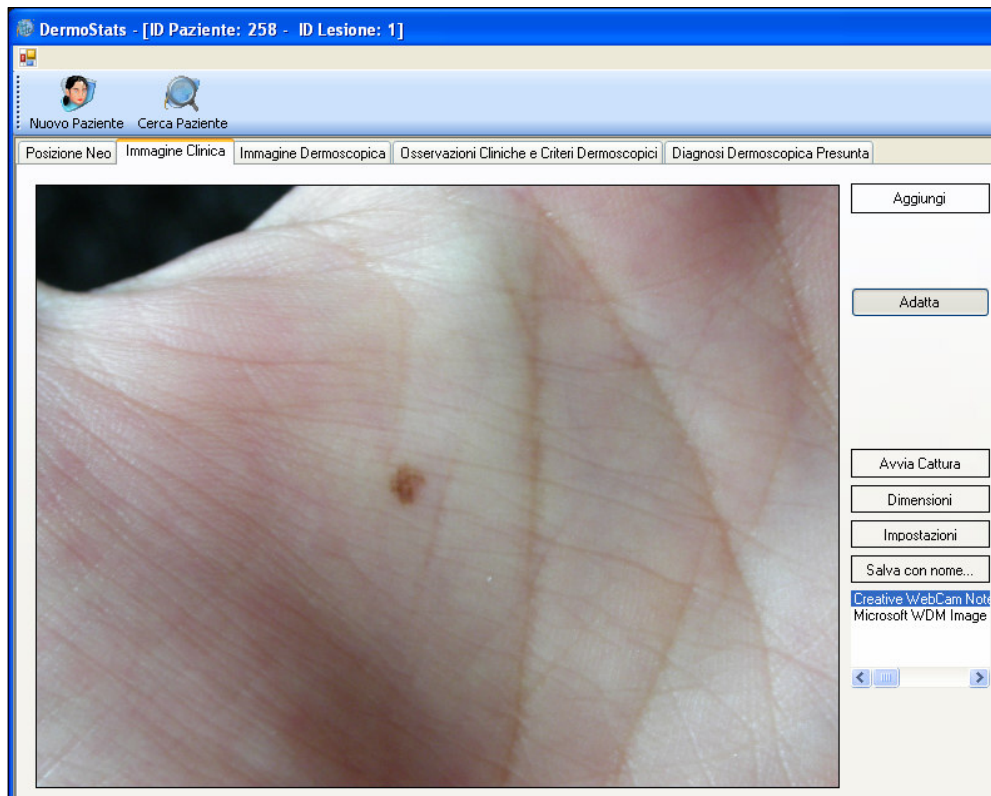 DermoStats - [ID Paziente: 258 - ID Lesione: 1]
Nuovo Paziente Cerca Paziente
Posizione Neo Immagine Clinica Immagine Dermoscopica Osservazioni Cliniche e Criteri Dermoscopici Diagnosi Dermoscopica Presunta
Aggiungi
Adatta
Avvia Cattura
Dimensioni
Impostazioni
Salva con nome...
Creative WebCam Note
Microsoft WDM Image